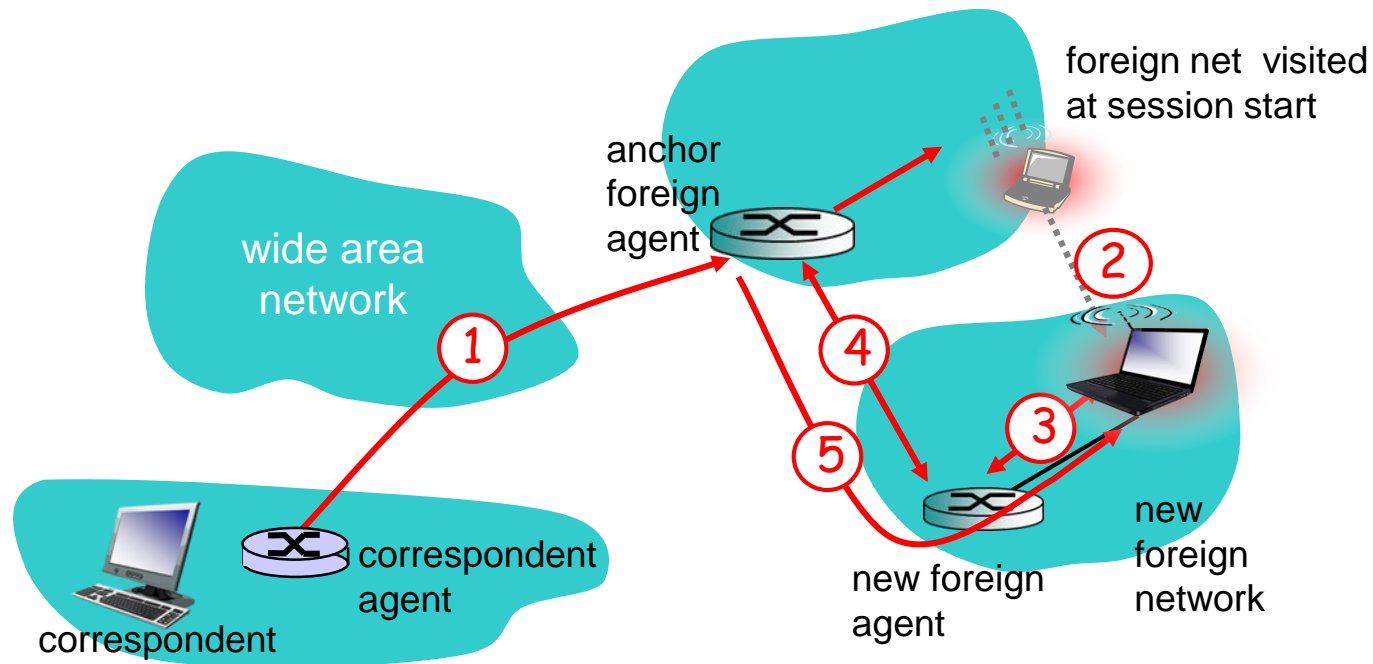 foreign net visited
at session start
anchor
foreign
agent
wide area
network
2
1
4
3
5
correspondent
agent
correspondent
new foreign
agent
new
foreign
network